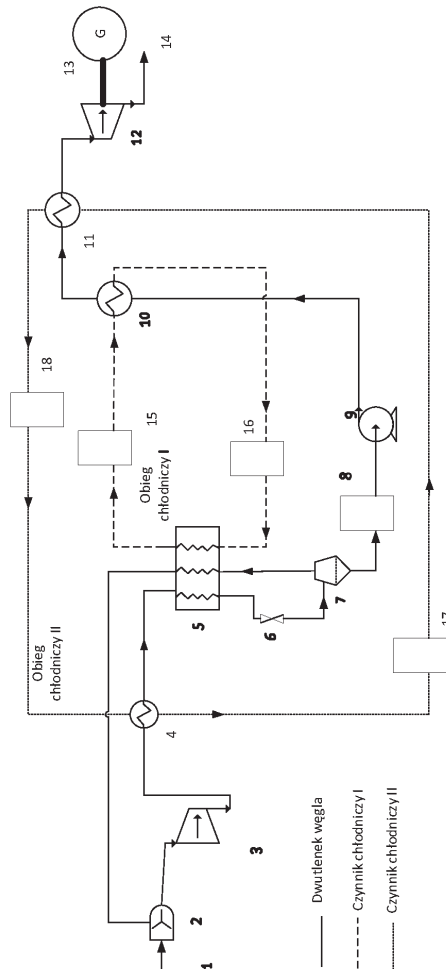 1
2
3
4
5
6
7
8
9
10
11
12
13
14
15
16
17
18
G
Obieg
chłodniczy I
Obieg
chłodniczy II
Dwutlenek węgla
Czynnik chłodniczy I
Czynnik chłodniczy II